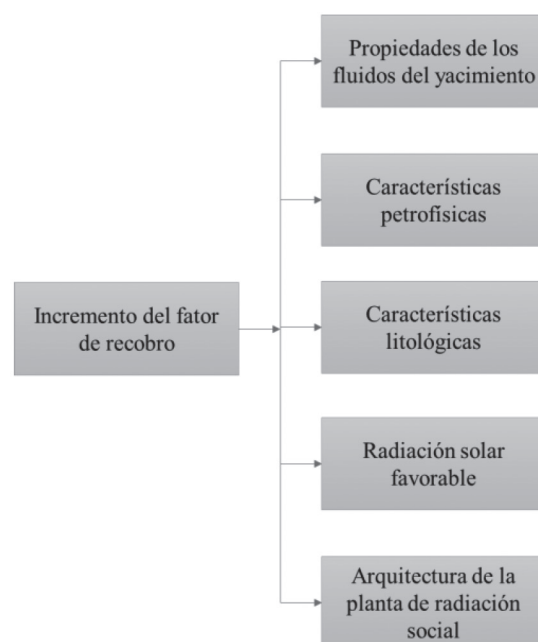 Propiedades de los
fluidos del yacimiento
Características
petrofísicas
Incremento del fator
de recobro
Características
litológicas
Radiación solar
favorable
Arquitectura de la
planta de radiación
social